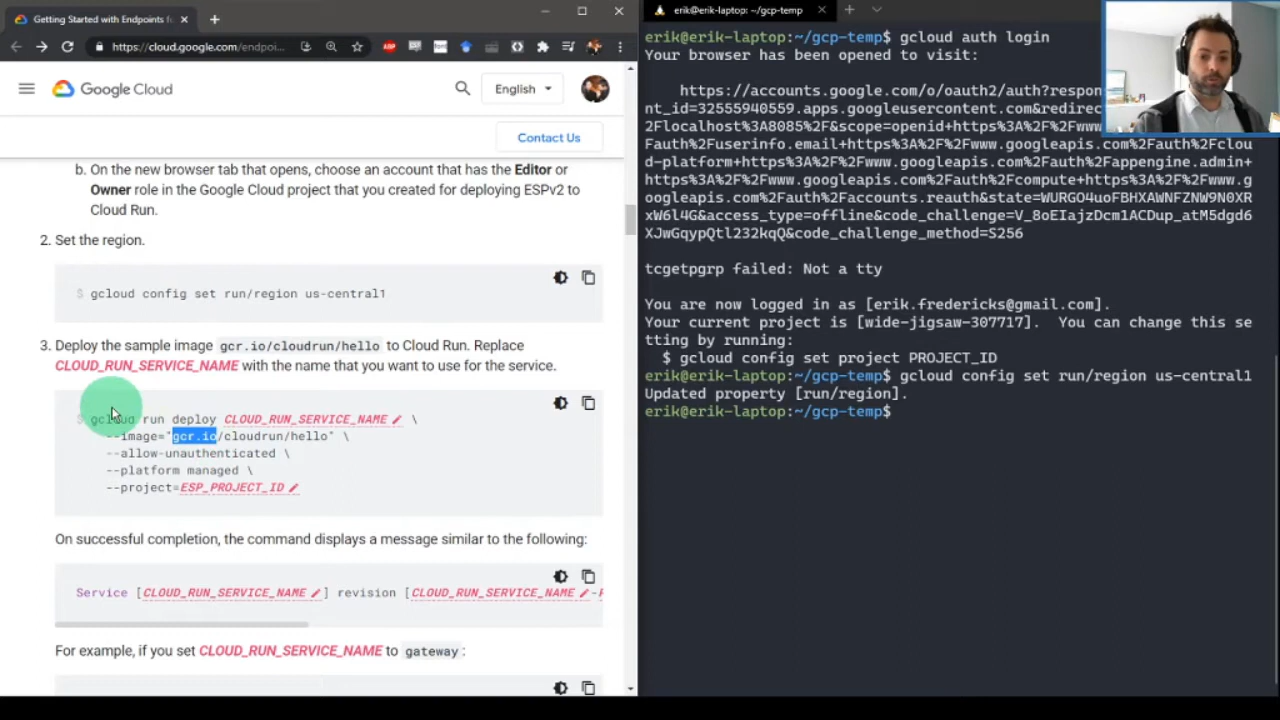 Getting Started with Endpoints f
https://cloud.google.com/endpoi...
ABP
Google Cloud
English
Contact Us
b. On the new browser tab that opens, choose an account that has the Editor or
Owner role in the Google Cloud project that you created for deploying ESPv2 to
Cloud Run.
2. Set the region.
$ gcloud config set run/region us-central1
3. Deploy the sample image gcr.io/cloudrun/hello to Cloud Run. Replace
CLOUD_RUN_SERVICE_NAME with the name that you want to use for the service.
$ gcloud run deploy CLOUD_RUN_SERVICE_NAME \
--image="gcr.io/cloudrun/hello" \
--allow-unauthenticated \
--platform managed \
--project=ESP_PROJECT_ID
On successful completion, the command displays a message similar to the following:
Service [CLOUD_RUN_SERVICE_NAME] revision [CLOUD_RUN_SERVICE_NAME-
For example, if you set CLOUD_RUN_SERVICE_NAME to gateway:
erik@erik-laptop: ~/gcp-temp
erik@erik-laptop:~/gcp-temp$ gcloud auth login
Your browser has been opened to visit:
https://accounts.google.com/o/oauth2/auth?respon
nt_id=32555940559.apps.googleusercontent.com&redirec
2Flocalhost%3A8085%2F&scope=openid+https%3A%2F%2Fwww
Fauth%2Fuserinfo.email+https%3A%2F%2Fwww.googleapis.com%2Fauth%2Fclou
d-platform+https%3A%2F%2Fwww.googleapis.com%2Fauth%2Fappengine.admin+
https%3A%2F%2Fwww.googleapis.com%2Fauth%2Fcompute+https%3A%2F%2Fwww.g
oogleapis.com%2Fauth%2Faccounts.reauth&state=WURGO4uoFBHXAWNFZNW9N0XR
xW6l4G&access_type=offline&code_challenge=V_8oEIajzDcm1ACDup_atM5dgd6
XJwGqypQtl232kqQ&code_challenge_method=S256
tcgetpgrp failed: Not a tty
You are now logged in as [erik.fredericks@gmail.com].
Your current project is [wide-jigsaw-307717].  You can change this se
tting by running:
$ gcloud config set project PROJECT_ID
erik@erik-laptop:~/gcp-temp$ gcloud config set run/region us-central1
Updated property [run/region].
erik@erik-laptop:~/gcp-temp$